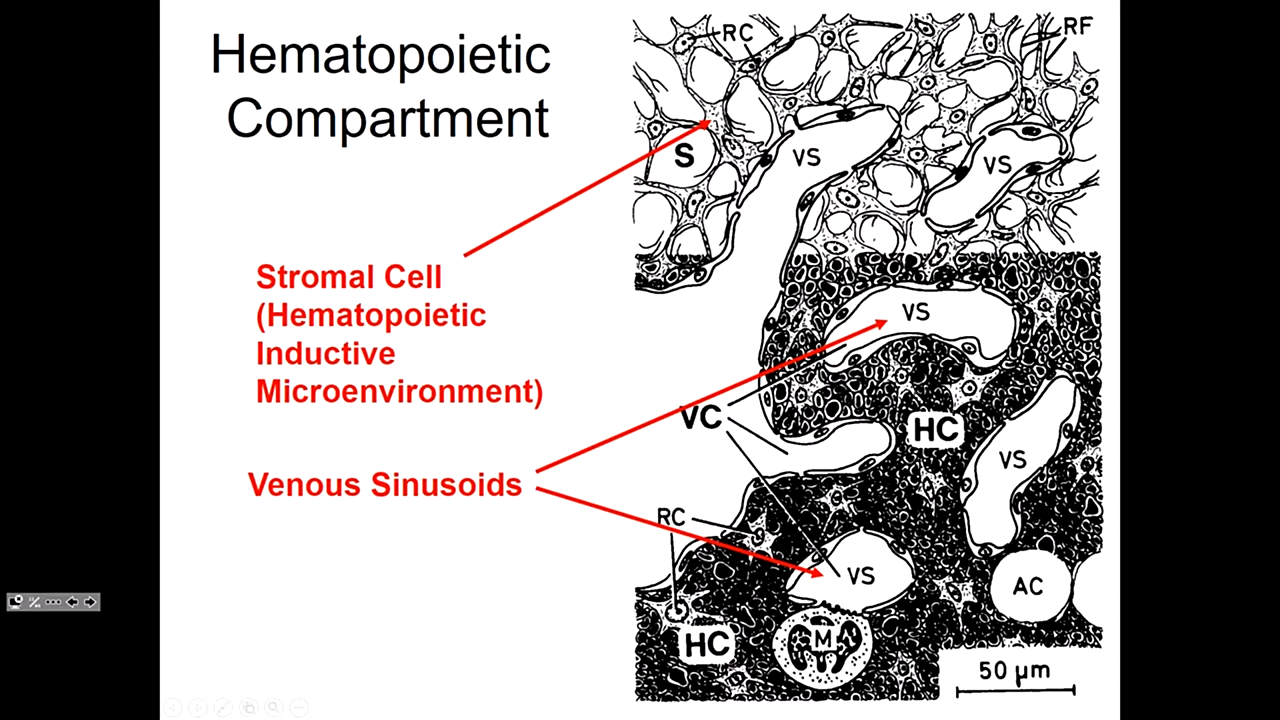 Hematopoietic
Compartment
RC
RF
S
VS
VS
Stromal Cell
(Hematopoietic
Inductive
Microenvironment)
VS
VC
HC
VS
Venous Sinusoids
RC
VS
AC
HC
M
50 µm